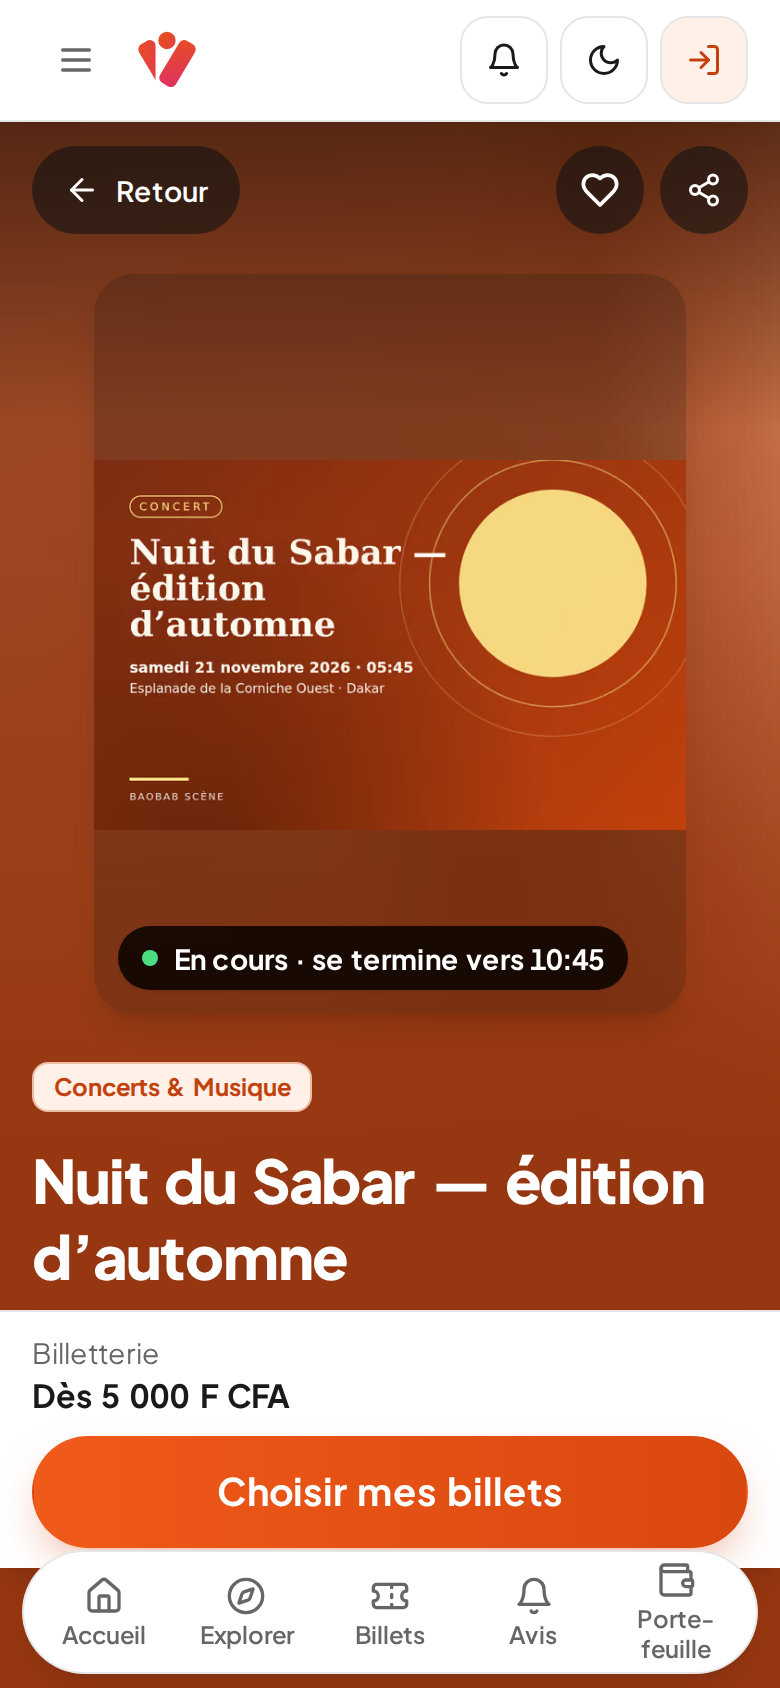 Retour
CONCERT
Nuit du Sabar —
édition
d’automne
samedi 21 novembre 2026 · 05:45
Esplanade de la Corniche Ouest · Dakar
BAOBAB SCÈNE
En cours · se termine vers 10:45
Concerts & Musique
Nuit du Sabar — édition
d’automne
Billetterie
Dès 5 000 F CFA
Choisir mes billets
Accueil
Explorer
Billets
Avis
Porte-
feuille